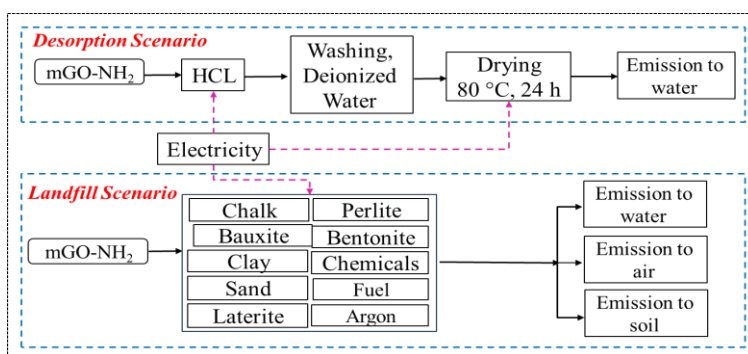 Desorption Scenario
mGO-NH₂
HCL
Washing,
Deionized
Water
Drying
80 °C, 24 h
Emission to
water
Electricity
Landfill Scenario
mGO-NH₂
Chalk
Perlite
Bauxite
Bentonite
Clay
Chemicals
Sand
Fuel
Laterite
Argon
Emission to
water
Emission to
air
Emission to
soil